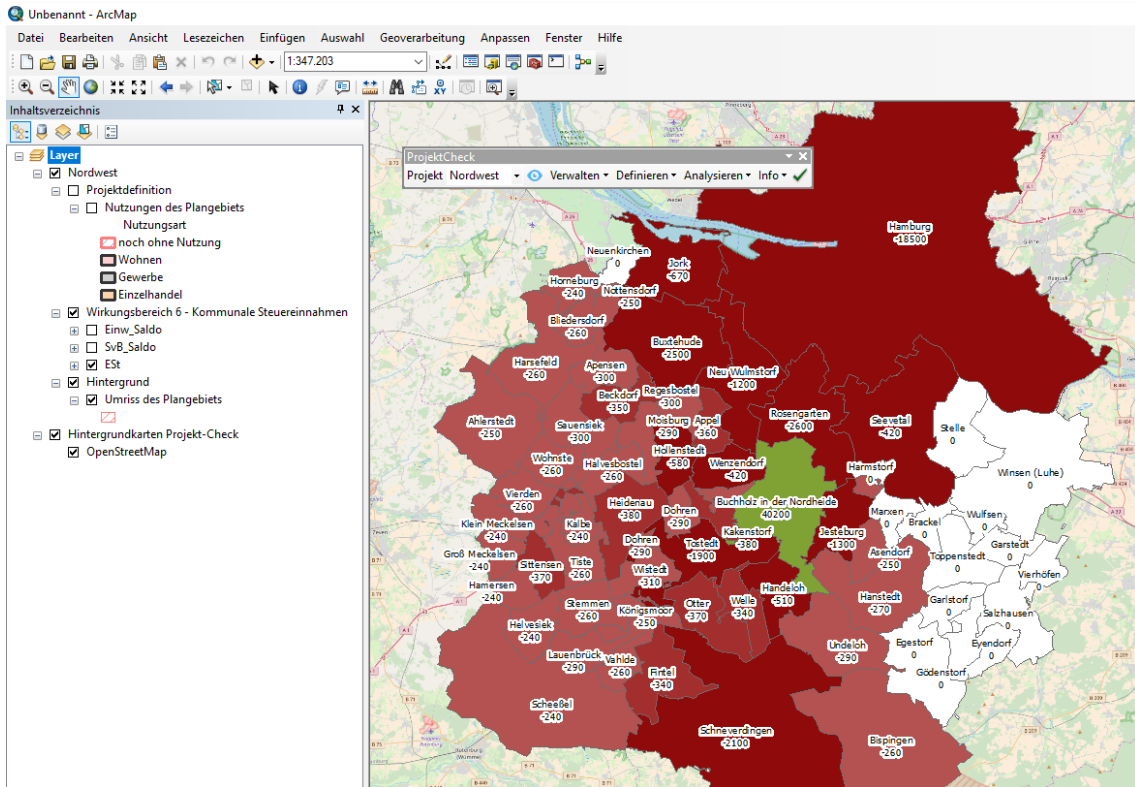 Unbenannt - ArcMap
Datei Bearbeiten Ansicht Lesezeichen Einfügen Auswahl Geoverarbeitung Anpassen Fenster Hilfe
1:347.203
Inhaltsverzeichnis
Layer
Nordwest
Projektdefinition
Nutzungen des Plangebiets
Nutzungsart
noch ohne Nutzung
Wohnen
Gewerbe
Einzelhandel
Wirkungsbereich 6 - Kommunale Steuereinnahmen
Einw_Saldo
SvB_Saldo
ESt
Hintergrund
Umriss des Plangebiets
Hintergrundkarten Projekt-Check
OpenStreetMap
ProjektCheck
Projekt Nordwest Verwalten Definieren Analysieren Info
Hamburg
-18500
Neuenkirchen
0
Jork
-670
Horneburg
-240
Nottensdorf
-250
Bliedersdorf
-260
Buxtehude
-2500
Harsefeld
-260
Apensen
-300
Neu Wulmstorf
-1200
Beckdorf
-350
Regesbostel
-300
Ahlerstedt
-250
Sauensiek
-300
Moisburg
-290
Appel
-360
Rosengarten
-2600
Seevetal
-420
Stelle
0
Hollenstedt
-580
Wohnste
-260
Halvesbostel
-260
Wenzendorf
-420
Harmstorf
0
Winsen (Luhe)
0
Vierden
-260
Heidenau
-380
Dohren
-290
Buchholz in der Nordheide
40200
Marxen
0
Brackel
0
Wulfsen
0
Klein Meckelsen
-240
Kalbe
-240
Kakenstorf
-380
Jesteburg
-1300
Dohren
-290
Tostedt
-1900
Garstedt
0
Groß Meckelsen
-240
Sittensen
-370
Tiste
-260
Wistedt
-310
Asendorf
-250
Toppenstedt
0
Vierhöfen
0
Hamersen
-240
Handeloh
-510
Hanstedt
-270
Garlstorf
0
Salzhausen
0
Stemmen
-260
Königsmoor
-250
Otter
-370
Welle
-340
Helvesiek
-240
Undeloh
-290
Egestorf
0
Eyendorf
0
Lauenbrück
-290
Vahlde
-260
Fintel
-340
Gödenstorf
0
Scheeßel
-240
Schneverdingen
-2100
Bispingen
-260